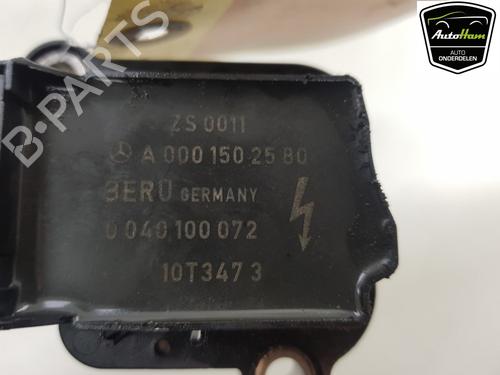 AutoHam
AUTO
ONDERDELEN
B-PARTS
ZS 0011
A 000 150 25 80
BERU GERMANY
0 040 100 072
10T347 3